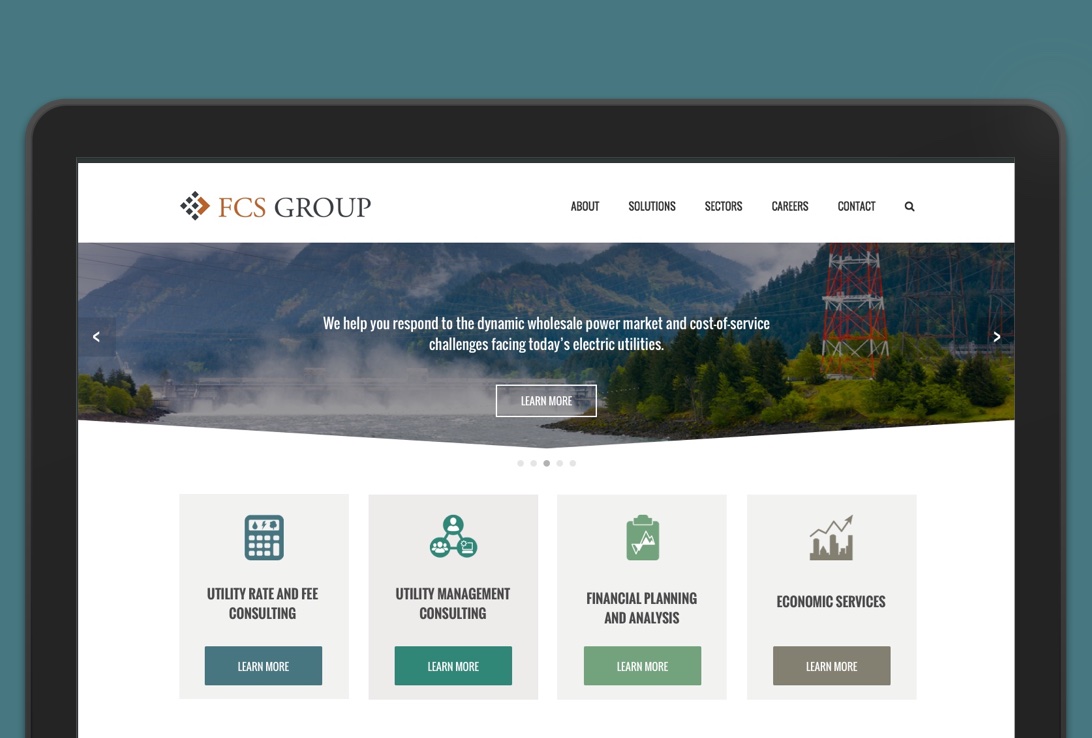 FCS GROUP
ABOUT SOLUTIONS SECTORS CAREERS CONTACT
We help you respond to the dynamic wholesale power market and cost-of-service
challenges facing today's electric utilities.
LEARN MORE
UTILITY RATE AND FEE
CONSULTING
LEARN MORE
UTILITY MANAGEMENT
CONSULTING
LEARN MORE
FINANCIAL PLANNING
AND ANALYSIS
LEARN MORE
ECONOMIC SERVICES
LEARN MORE